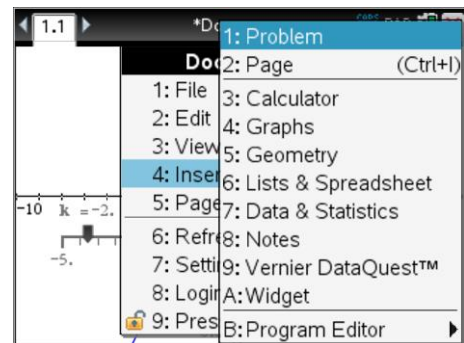 1.1
1: Problem
2: Page (Ctrl+I)
3: Calculator
4: Graphs
5: Geometry
6: Lists & Spreadsheet
7: Data & Statistics
8: Notes
9: Vernier DataQuest™
A: Widget
B: Program Editor
1: File
2: Edit
3: View
4: Inser
5: Page
6: Refre
7: Setti
8: Login
9: Pres
-10
k = -2.
-5.